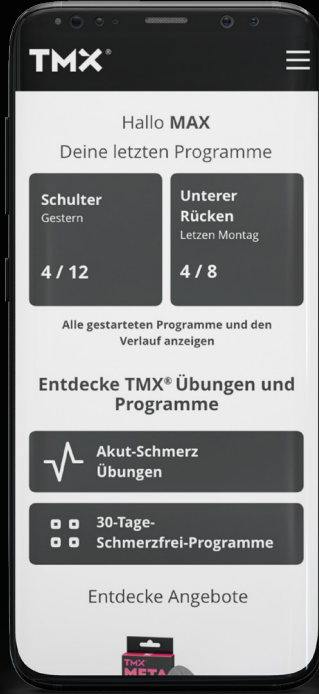 TMX®
Hallo MAX
Deine letzten Programme
Schulter
Gestern
4 / 12
Unterer
Rücken
Letzen Montag
4 / 8
Alle gestarteten Programme und den
Verlauf anzeigen
Entdecke TMX® Übungen und
Programme
Akut-Schmerz
Übungen
30-Tage-
Schmerzfrei-Programme
Entdecke Angebote
TMX
META